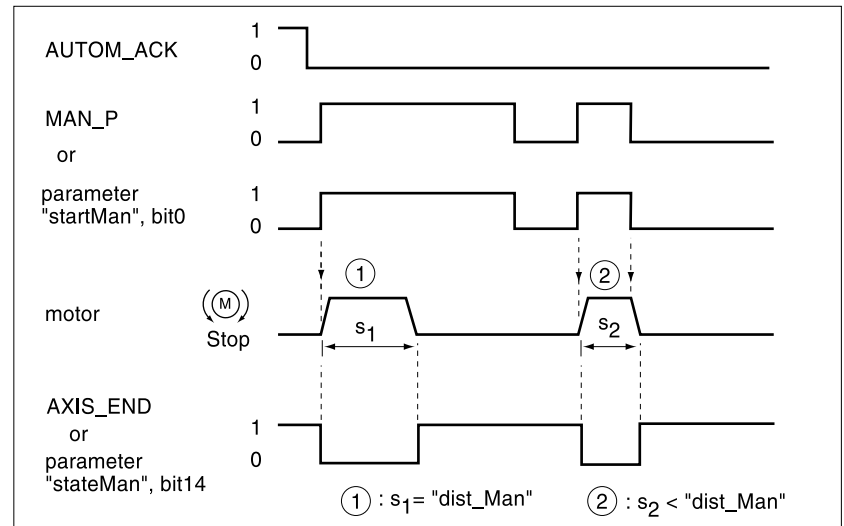 AUTOM_ACK
1
0
MAN_P
or
1
0
parameter
"startMan", bit0
1
0
1
2
motor
M
Stop
s1
s2
AXIS_END
or
parameter
"stateMan", bit14
1
0
1 : s1= "dist_Man"
2 : s2 < "dist_Man"